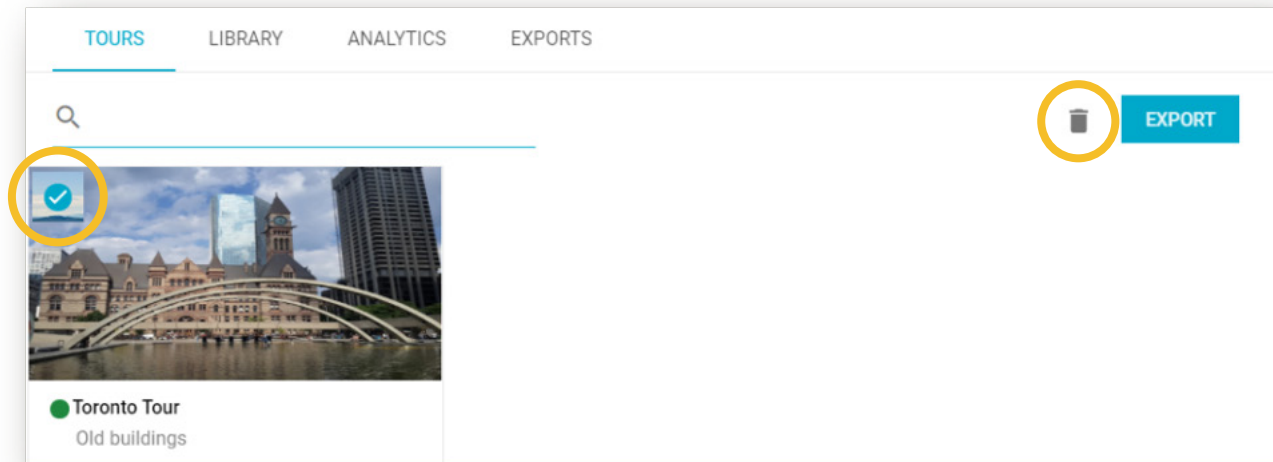 TOURS LIBRARY ANALYTICS EXPORTS
EXPORT
Toronto Tour
Old buildings